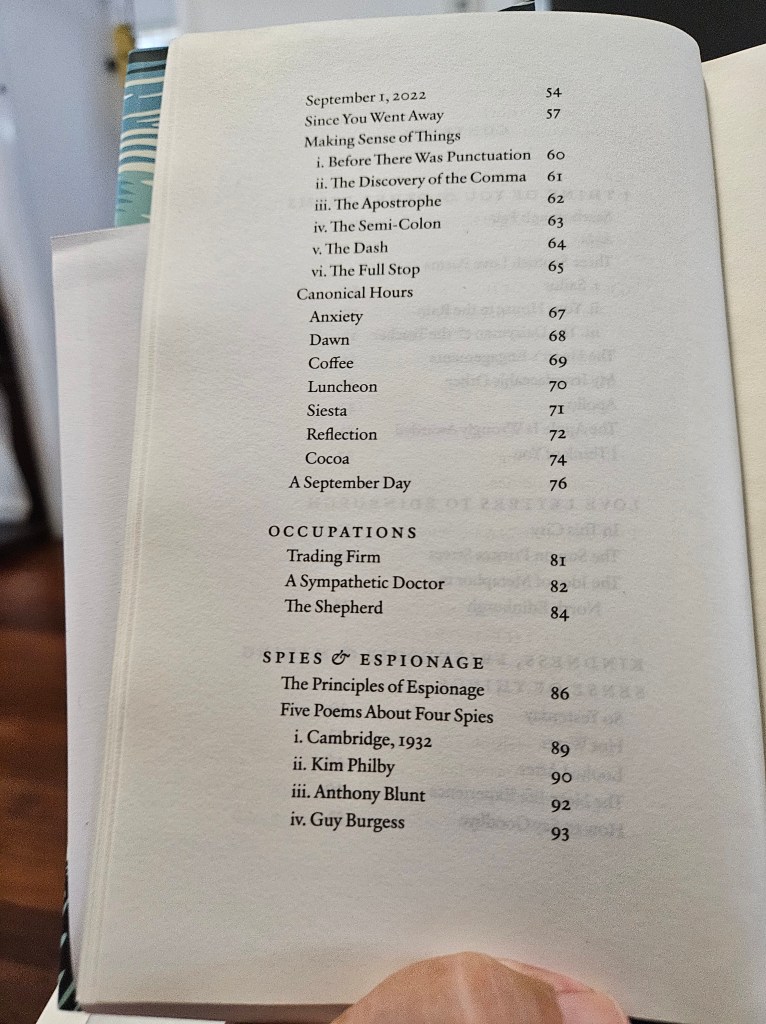 September 1, 2022 54
Since You Went Away 57
Making Sense of Things
i. Before There Was Punctuation 60
ii. The Discovery of the Comma 61
iii. The Apostrophe 62
iv. The Semi-Colon 63
v. The Dash 64
vi. The Full Stop 65
Canonical Hours
Anxiety 67
Dawn 68
Coffee 69
Luncheon 70
Siesta 71
Reflection 72
Cocoa 74
A September Day 76
OCCUPATIONS
Trading Firm 81
A Sympathetic Doctor 82
The Shepherd 84
SPIES & ESPIONAGE
The Principles of Espionage 86
Five Poems About Four Spies
i. Cambridge, 1932 89
ii. Kim Philby 90
iii. Anthony Blunt 92
iv. Guy Burgess 93